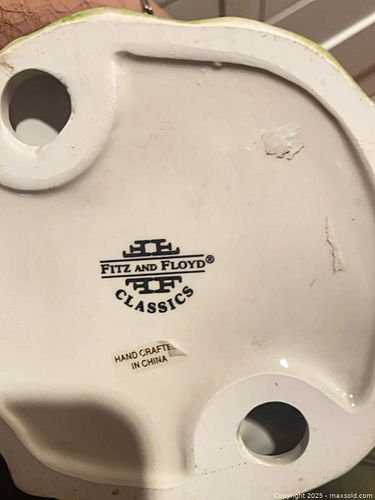 FITZ AND FLOYD®
CLASSICS
HAND CRAFTE
IN CHINA
Copyright 2025 - maxsold.com